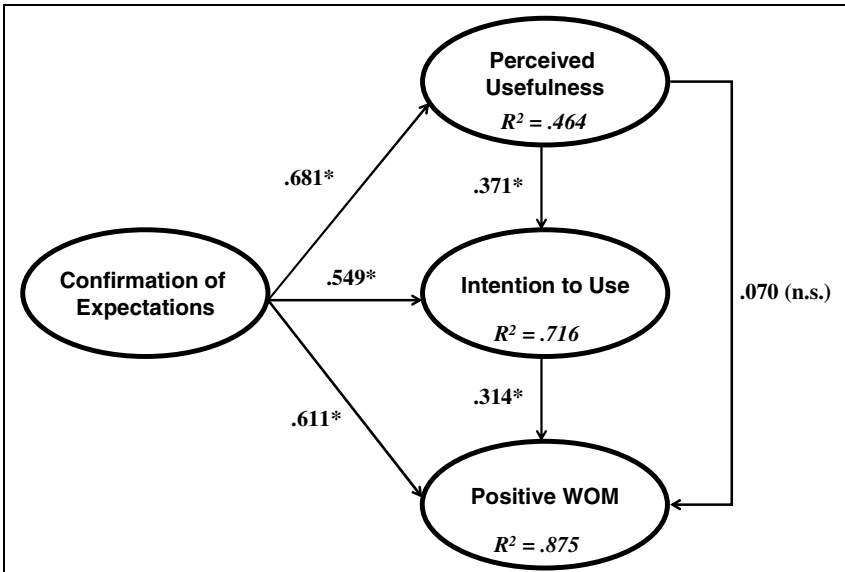 Perceived
Usefulness
R² = .464
.681*
.371*
Confirmation of
Expectations
.549*
Intention to Use
R² = .716
.070 (n.s.)
.611*
.314*
Positive WOM
R² = .875